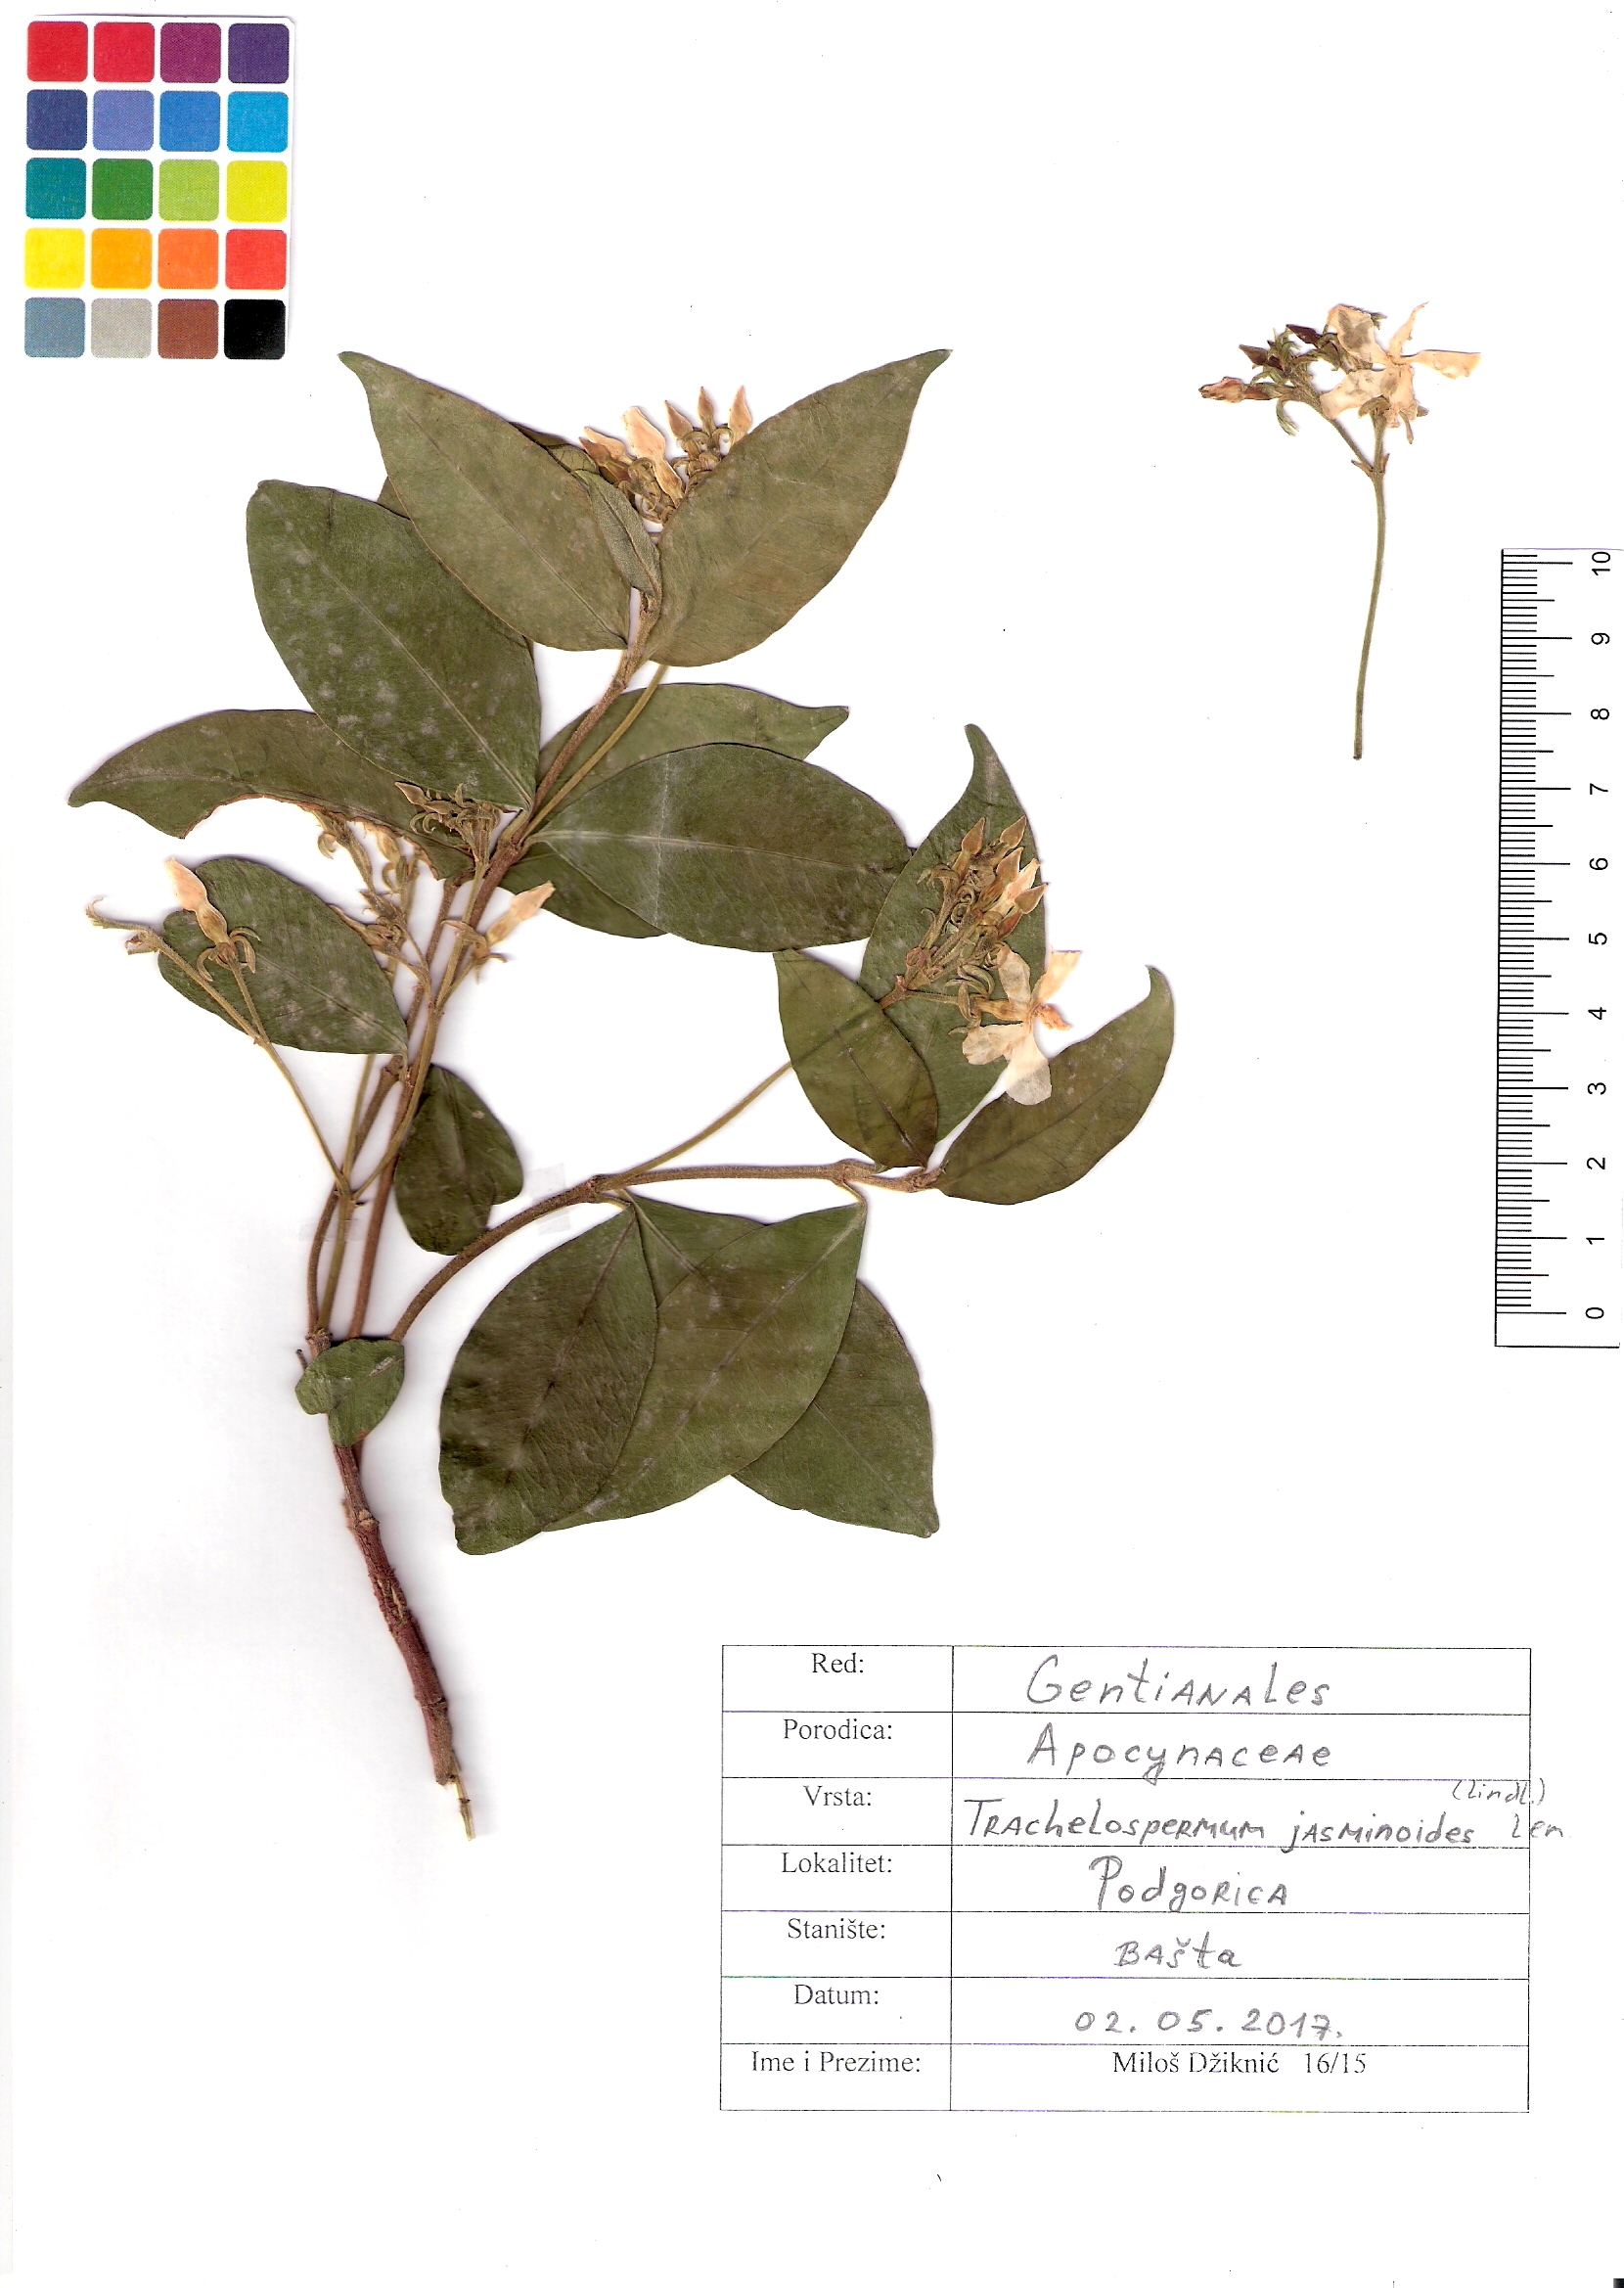 10
9
8
7
6
5
4
3
2
1
0
Red: Gentianales
Porodica: Apocynaceae
Vrsta: Trachelospermum jasminoides (Lindl.) Lem.
Lokalitet: Podgorica
Stanište: Bašta
Datum: 02. 05. 2017.
Ime i Prezime: Miloš Džiknić 16/15